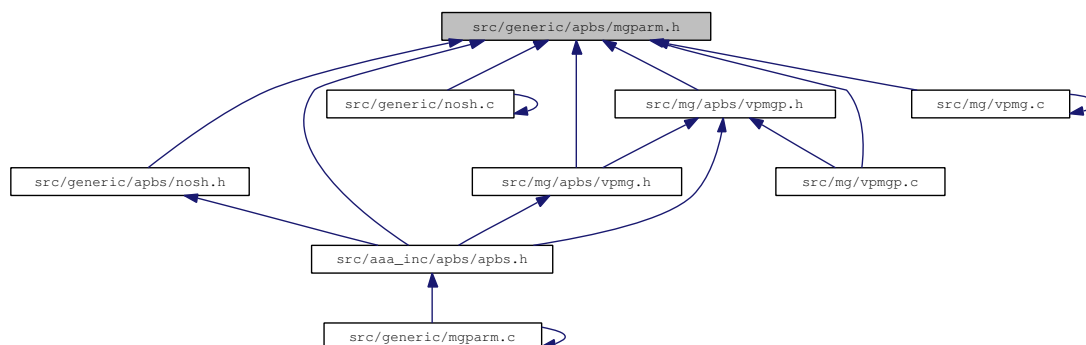 src/generic/apbs/mgparm.h
src/generic/nosh.c
src/mg/apbs/vpmgp.h
src/mg/vpmg.c
src/generic/apbs/nosh.h
src/mg/apbs/vpmg.h
src/mg/vpmgp.c
src/aaa_inc/apbs/apbs.h
src/generic/mgparm.c